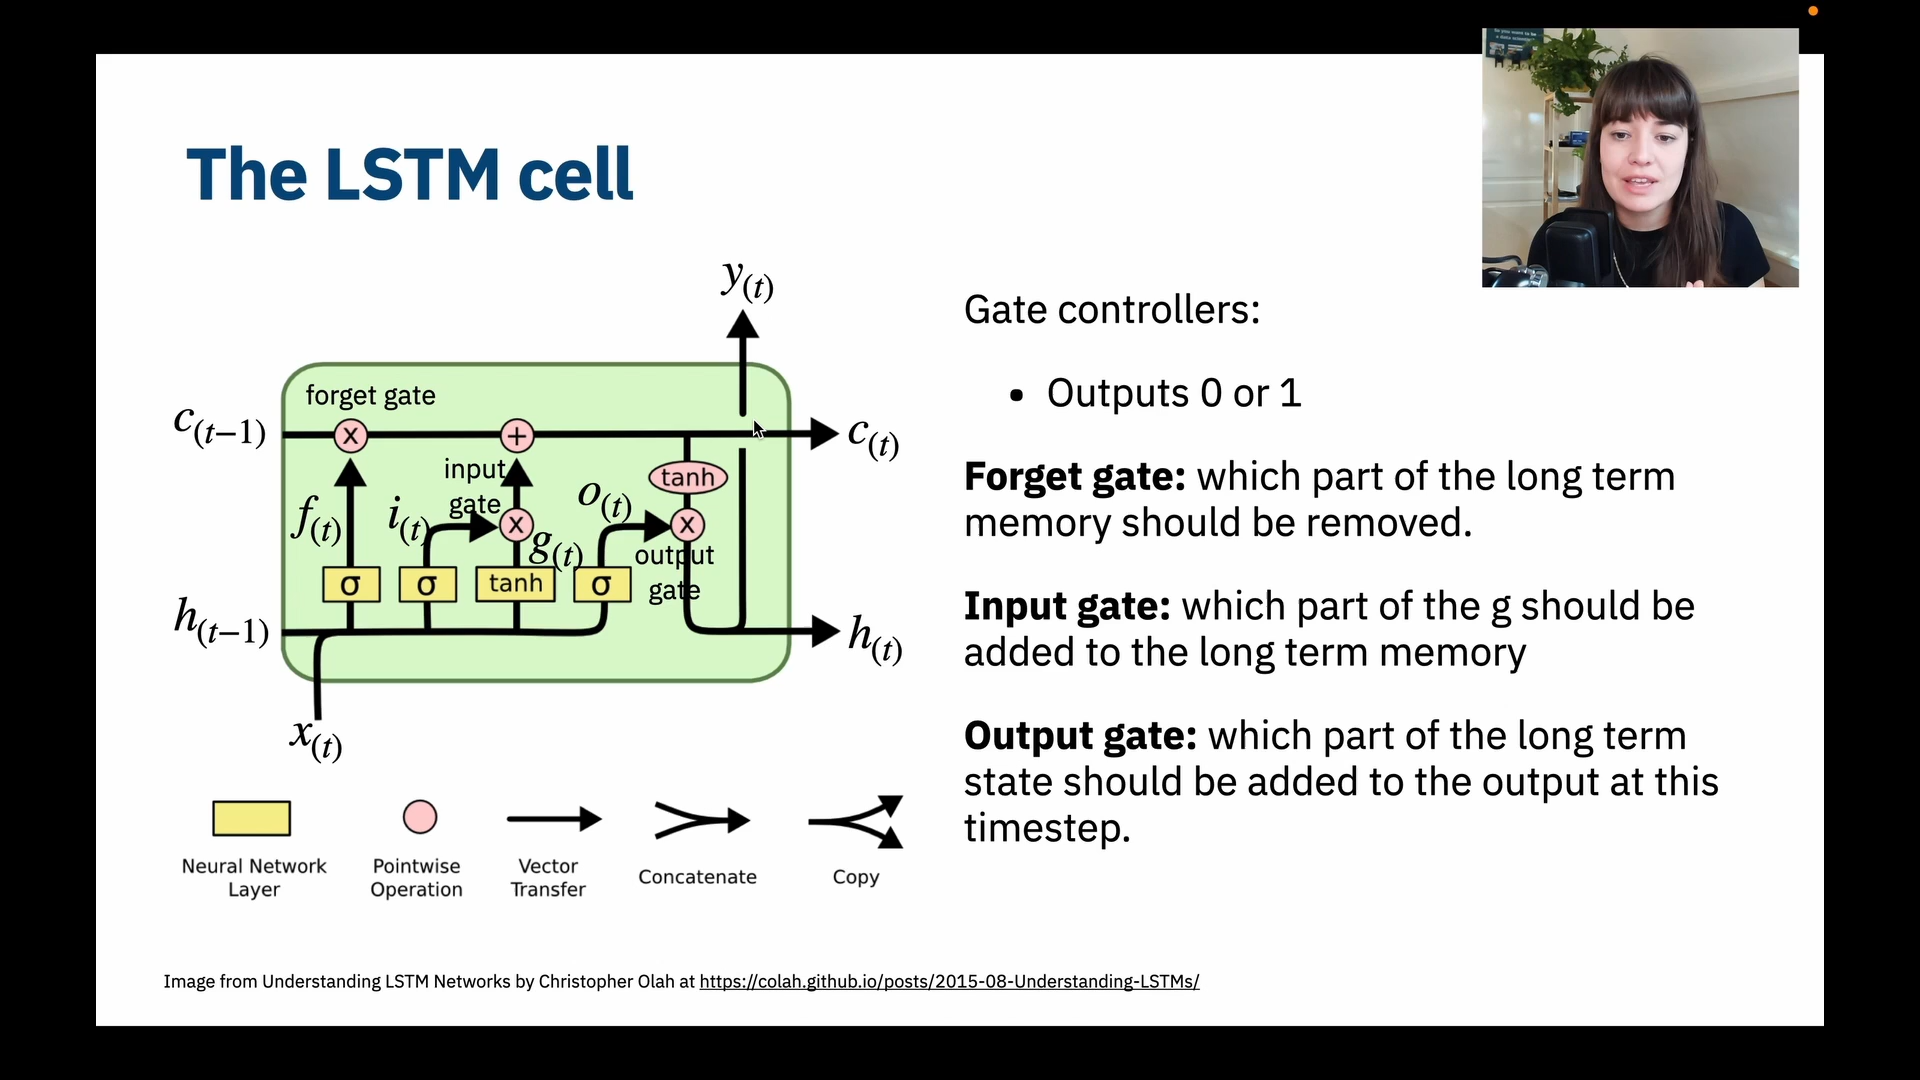 The LSTM cell
y(t)
forget gate
c(t−1)
x
+
c(t)
input
gate
tanh
f(t)
i(t)
x
g(t)
o(t)
x
output
gate
σ
σ
tanh
σ
h(t−1)
h(t)
x(t)
Neural Network
Layer
Pointwise
Operation
Vector
Transfer
Concatenate
Copy
Gate controllers:
• Outputs 0 or 1
Forget gate: which part of the long term
memory should be removed.
Input gate: which part of the g should be
added to the long term memory
Output gate: which part of the long term
state should be added to the output at this
timestep.
Image from Understanding LSTM Networks by Christopher Olah at https://colah.github.io/posts/2015-08-Understanding-LSTMs/